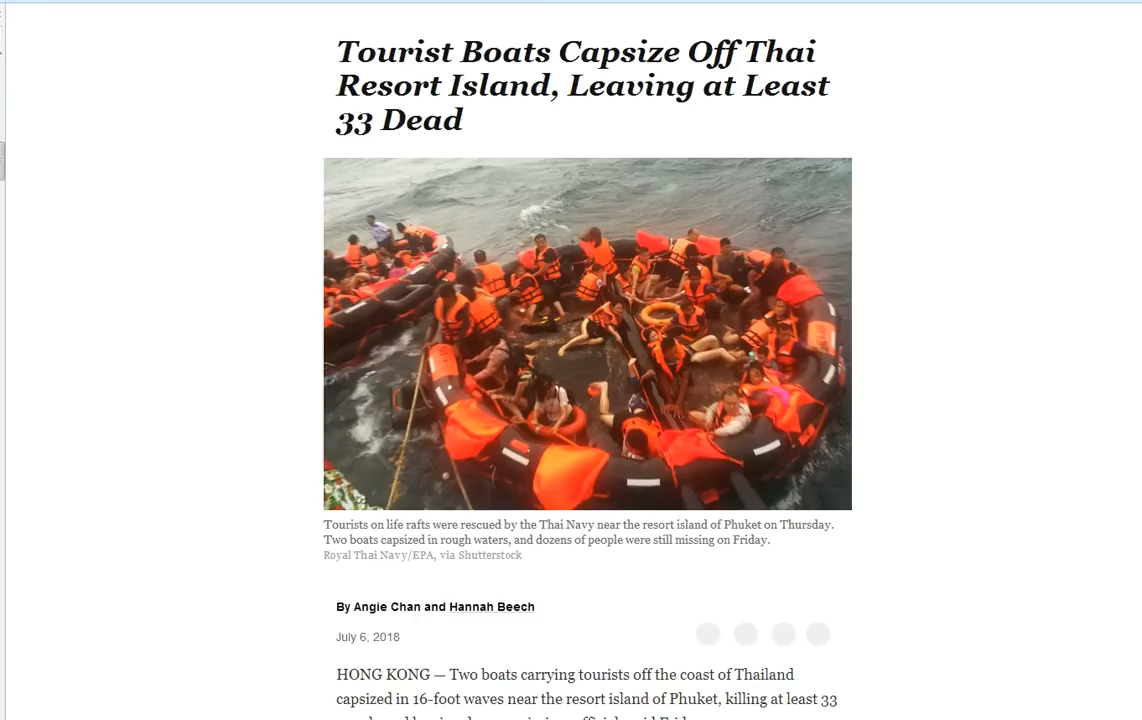 Tourist Boats Capsize Off Thai
Resort Island, Leaving at Least
33 Dead
Tourists on life rafts were rescued by the Thai Navy near the resort island of Phuket on Thursday.
Two boats capsized in rough waters, and dozens of people were still missing on Friday.
Royal Thai Navy/EPA, via Shutterstock
By Angie Chan and Hannah Beech
July 6, 2018
HONG KONG — Two boats carrying tourists off the coast of Thailand
capsized in 16-foot waves near the resort island of Phuket, killing at least 33